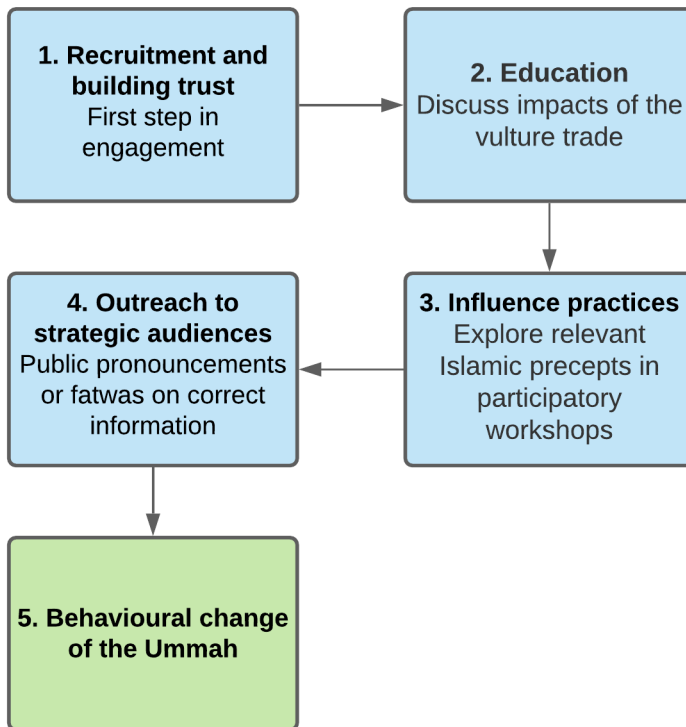 1. Recruitment and
building trust
First step in
engagement
2. Education
Discuss impacts of the
vulture trade
3. Influence practices
Explore relevant
Islamic precepts in
participatory
workshops
4. Outreach to
strategic audiences
Public pronouncements
or fatwas on correct
information
5. Behavioural change
of the Ummah